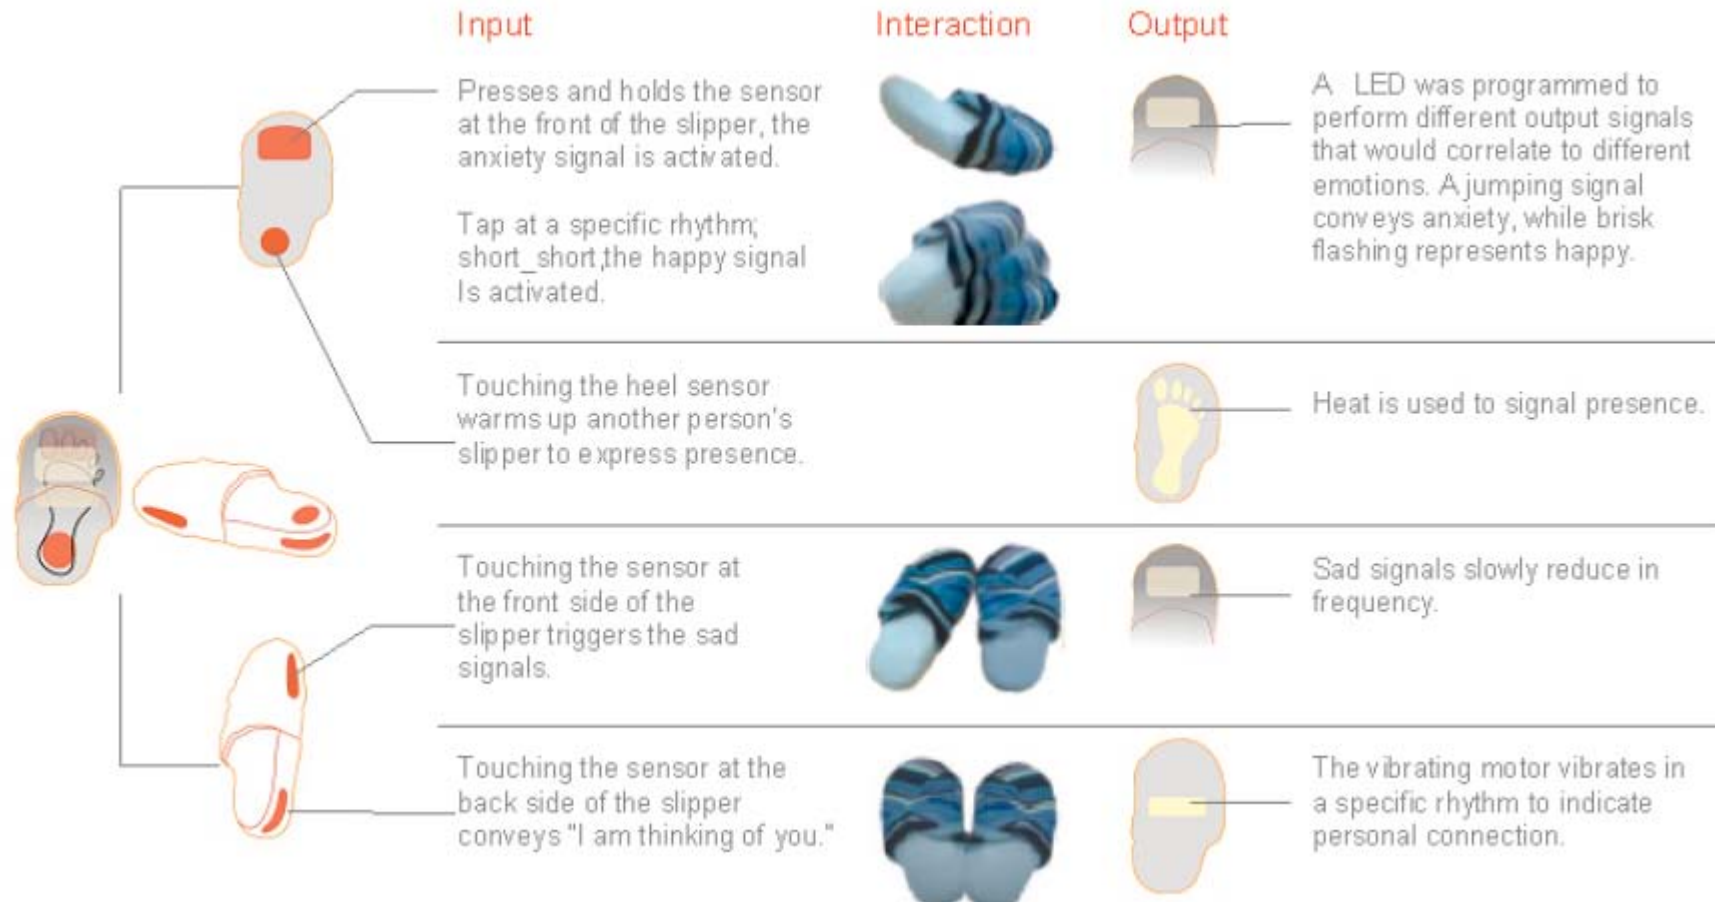 Input
Interaction
Output
Presses and holds the sensor
at the front of the slipper, the
anxiety signal is activated.
Tap at a specific rhythm;
short_short,the happy signal
Is activated.
A LED was programmed to
perform different output signals
that would correlate to different
emotions. A jumping signal
conveys anxiety, while brisk
flashing represents happy.
Touching the heel sensor
warms up another person's
slipper to express presence.
Heat is used to signal presence.
Touching the sensor at
the front side of the
slipper triggers the sad
signals.
Sad signals slowly reduce in
frequency.
Touching the sensor at the
back side of the slipper
conveys "I am thinking of you."
The vibrating motor vibrates in
a specific rhythm to indicate
personal connection.